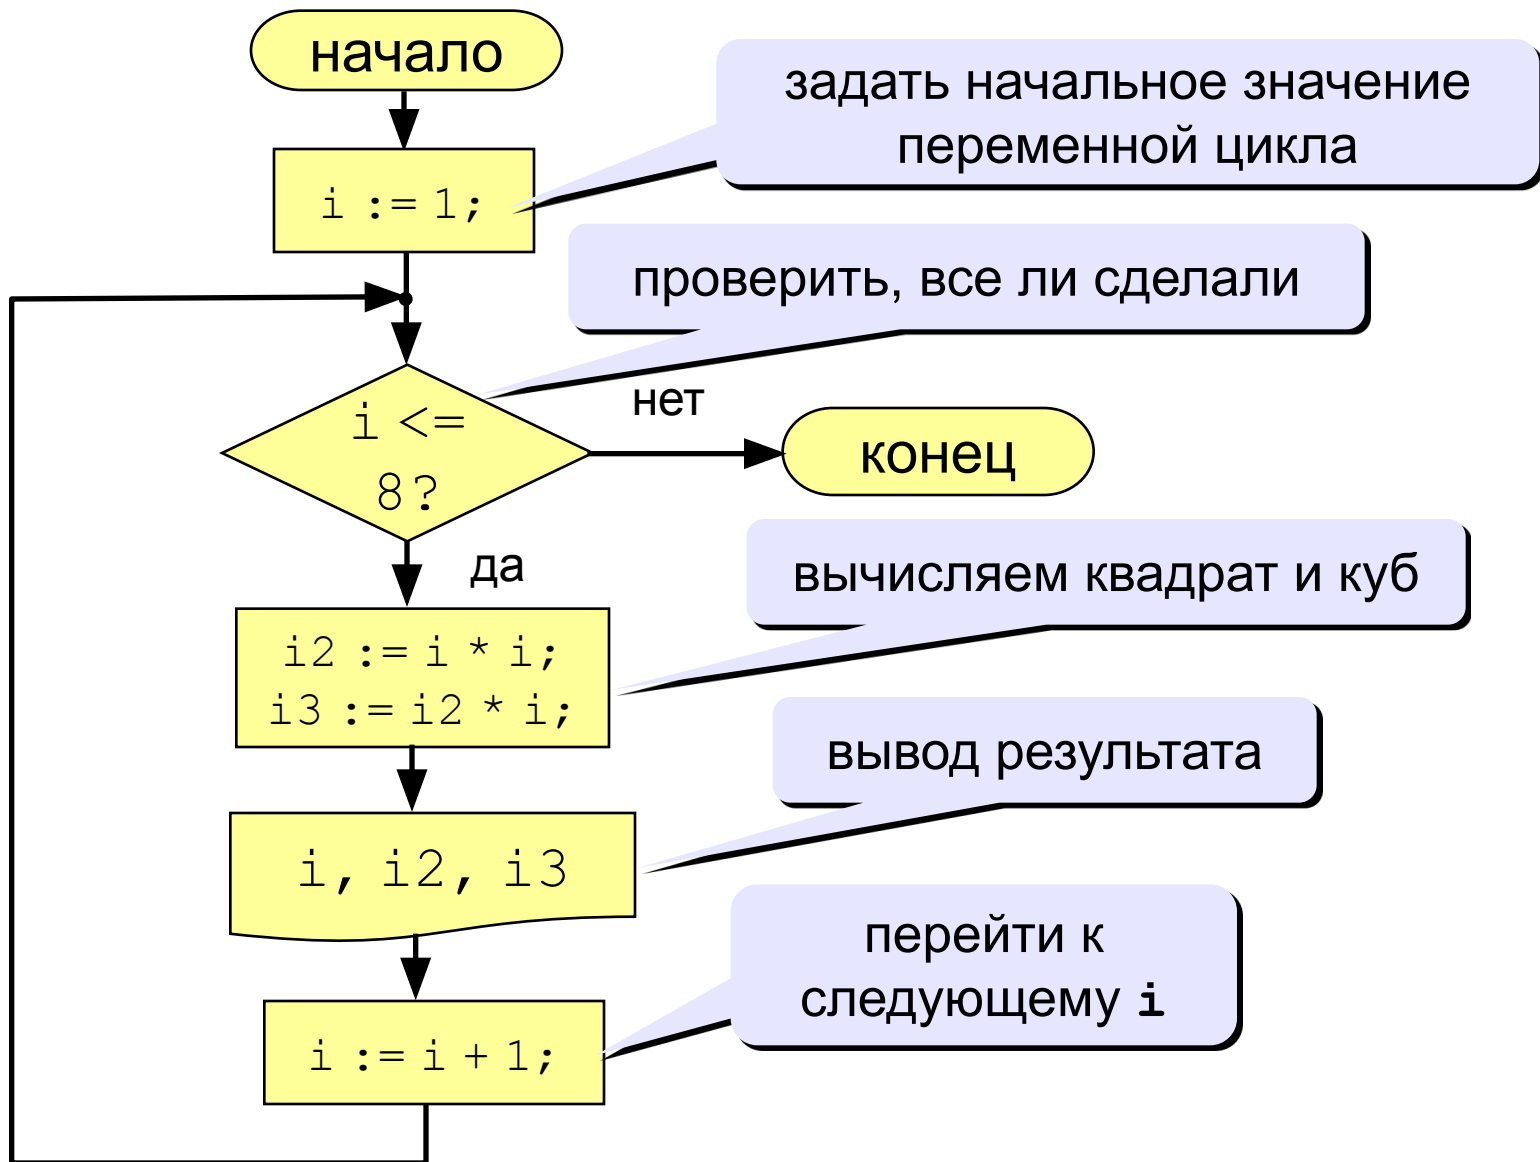 начало
задать начальное значение
переменной цикла
i := 1;
проверить, все ли сделали
i <=
8?
нет
конец
да
вычисляем квадрат и куб
i2 := i * i;
i3 := i2 * i;
вывод результата
i, i2, i3
перейти к
следующему i
i := i + 1;